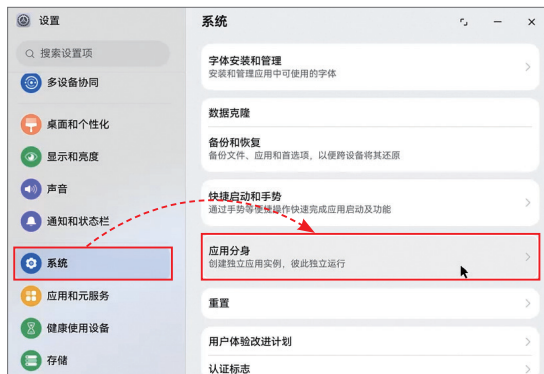 设置
搜索设置项
多设备协同
桌面和个性化
显示和亮度
声音
通知和状态栏
系统
应用和元服务
健康使用设备
存储
系统
字体安装和管理
安装和管理应用中可使用的字体
数据克隆
备份和恢复
备份文件、应用和首选项，以便跨设备将其还原
快捷启动和手势
通过手势等便捷操作快速完成应用启动及功能
应用分身
创建独立应用实例，彼此独立运行
重置
用户体验改进计划
认证标志